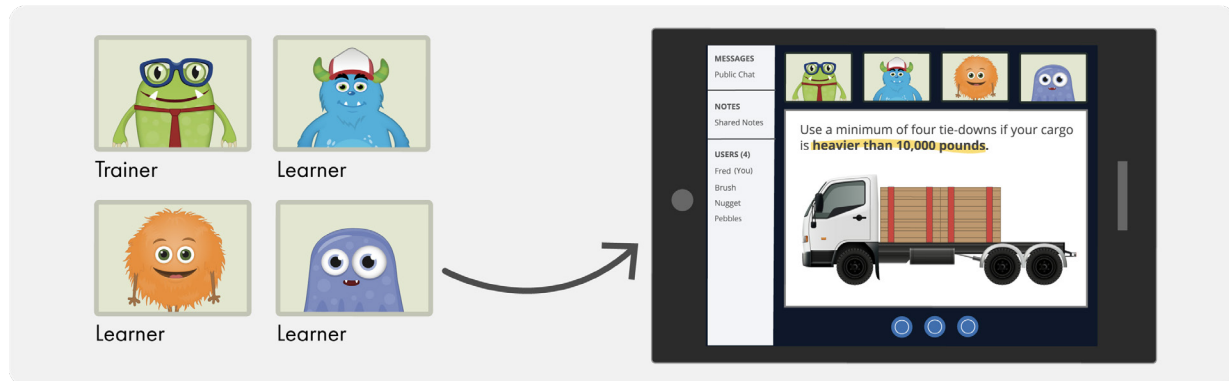 Trainer
Learner
Learner
Learner
MESSAGES
Public Chat
NOTES
Shared Notes
USERS (4)
Fred (You)
Brush
Nugget
Pebbles
Use a minimum of four tie-downs if your cargo
is heavier than 10,000 pounds.